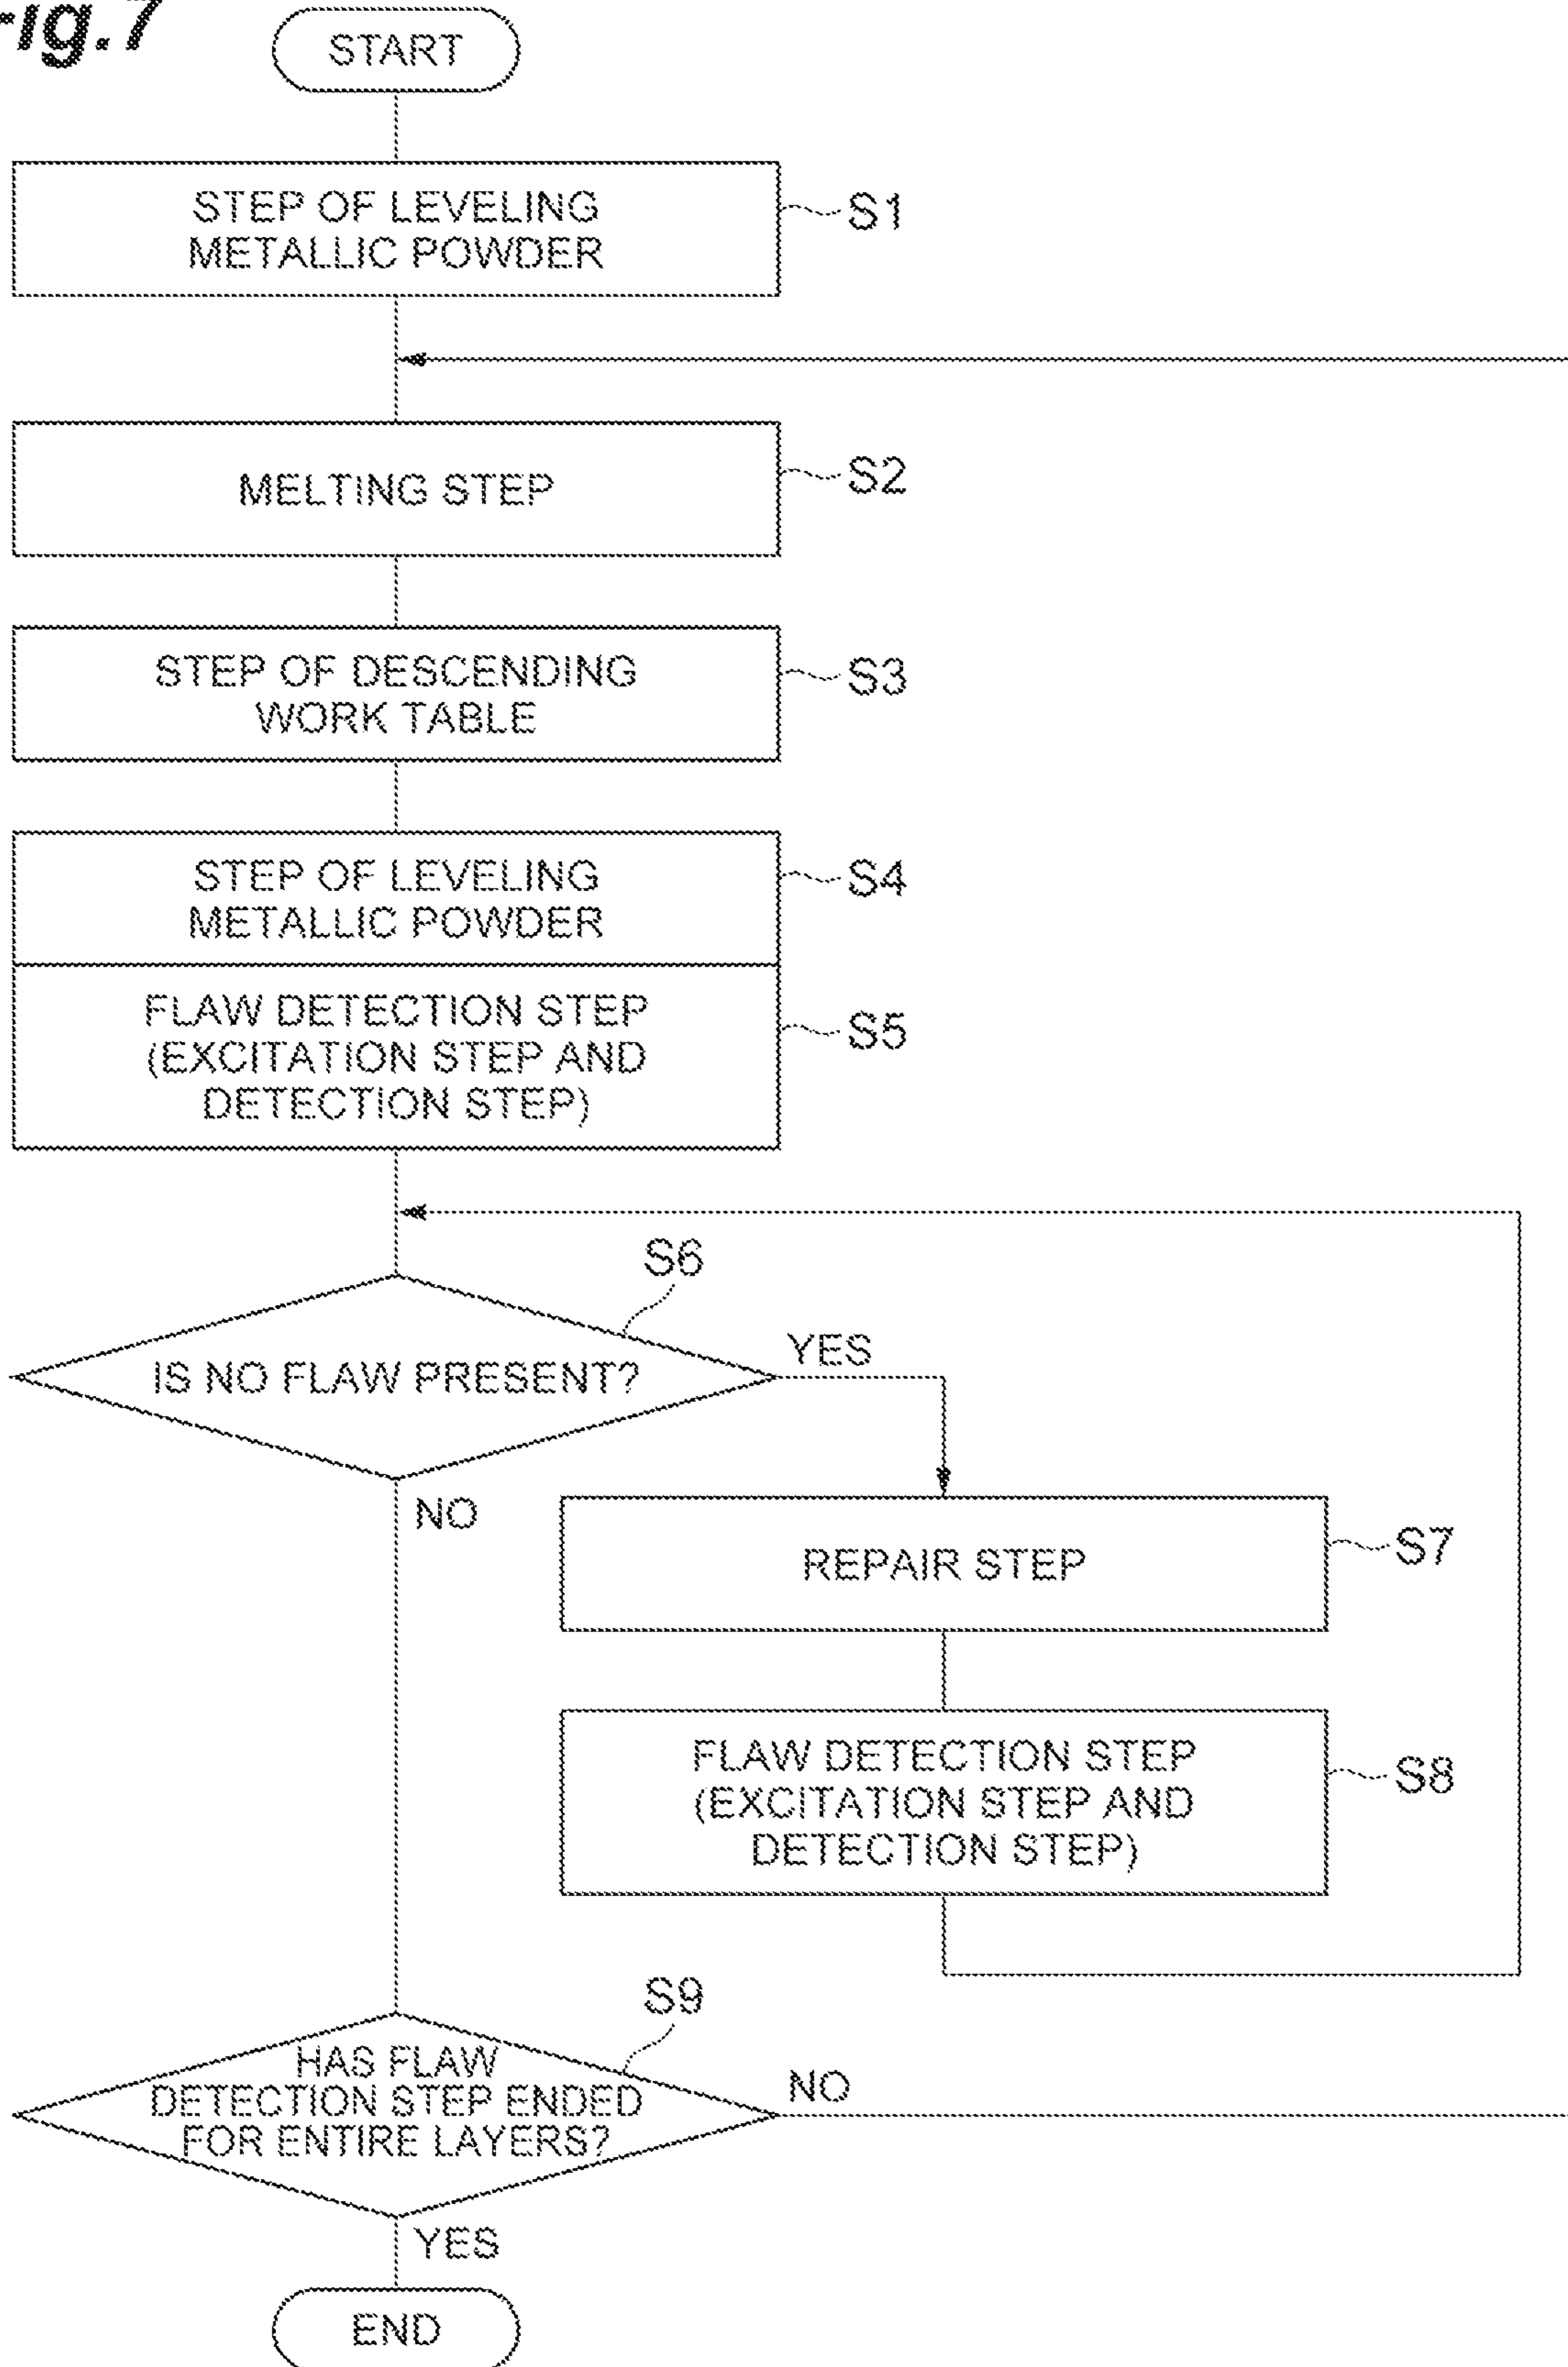 Fig.7
START
STEP OF LEVELING
METALLIC POWDER
S1
MELTING STEP
S2
STEP OF DESCENDING
WORK TABLE
S3
STEP OF LEVELING
METALLIC POWDER
S4
FLAW DETECTION STEP
(EXCITATION STEP AND
DETECTION STEP)
S5
S6
IS NO FLAW PRESENT?
YES
NO
REPAIR STEP
S7
FLAW DETECTION STEP
(EXCITATION STEP AND
DETECTION STEP)
S8
S9
HAS FLAW
DETECTION STEP ENDED
FOR ENTIRE LAYERS?
NO
YES
END